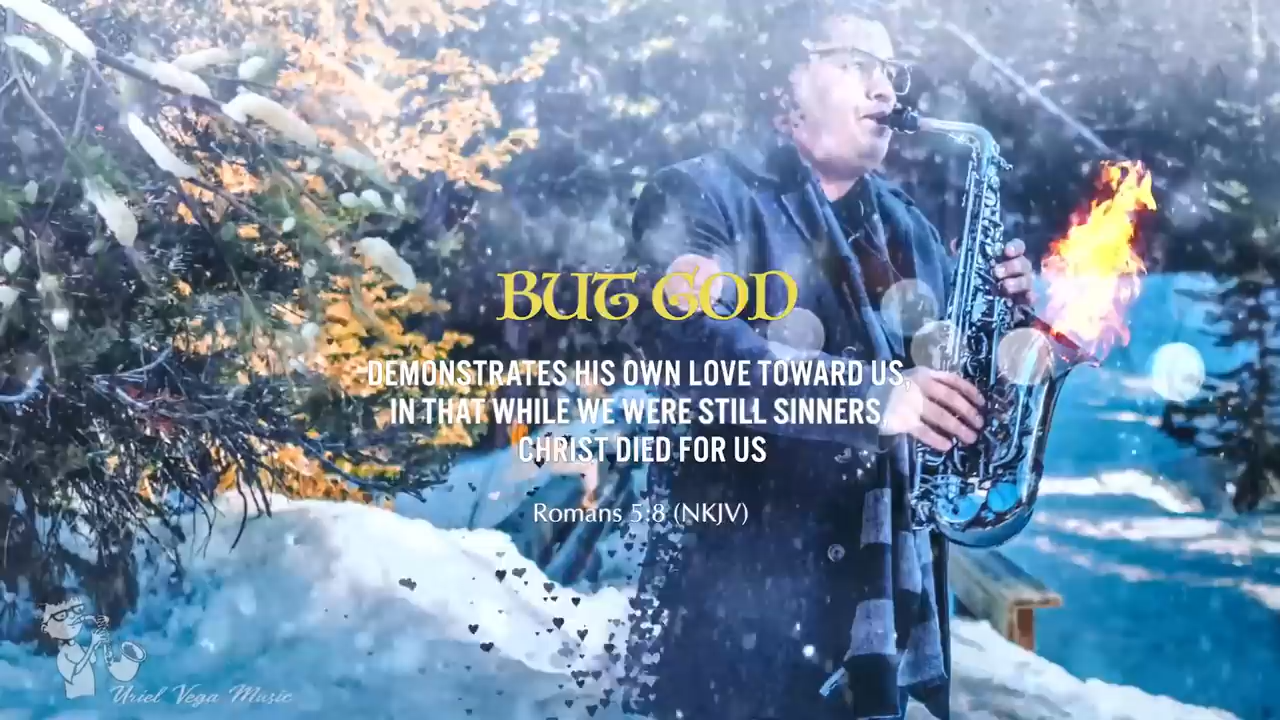 BUT GOD
DEMONSTRATES HIS OWN LOVE TOWARD US,
IN THAT WHILE WE WERE STILL SINNERS,
CHRIST DIED FOR US
Romans 5:8 (NKJV)
Uriel Vega Music